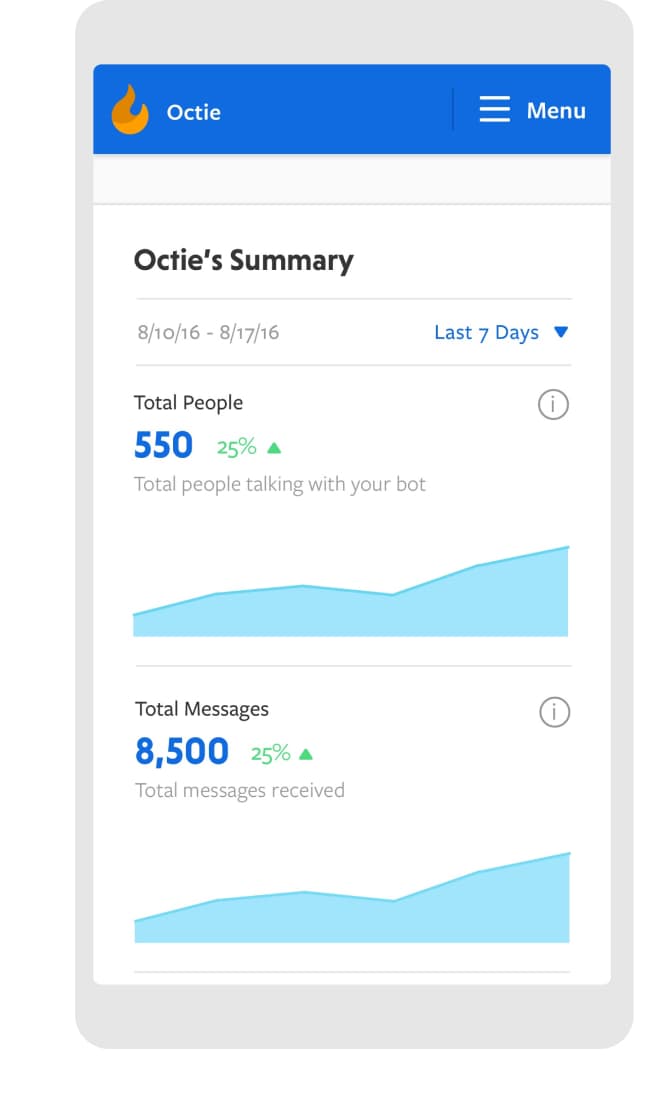 Octie
Menu
Octie's Summary
8/10/16 - 8/17/16
Last 7 Days
Total People
550 25%
Total people talking with your bot
Total Messages
8,500 25%
Total messages received